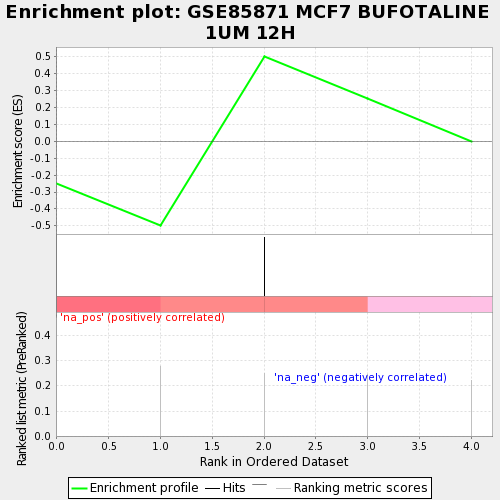 Enrichment plot: GSE85871 MCF7 BUFOTALINE
1UM 12H
Enrichment score (ES)
0.5
0.4
0.3
0.2
0.1
0.0
-0.1
-0.2
-0.3
-0.4
-0.5
'na_pos' (positively correlated)
'na_neg' (negatively correlated)
Ranked list metric (PreRanked)
0.4
0.3
0.2
0.1
0.0
0.0 0.5 1.0 1.5 2.0 2.5 3.0 3.5 4.0
Rank in Ordered Dataset
Enrichment profile Hits Ranking metric scores